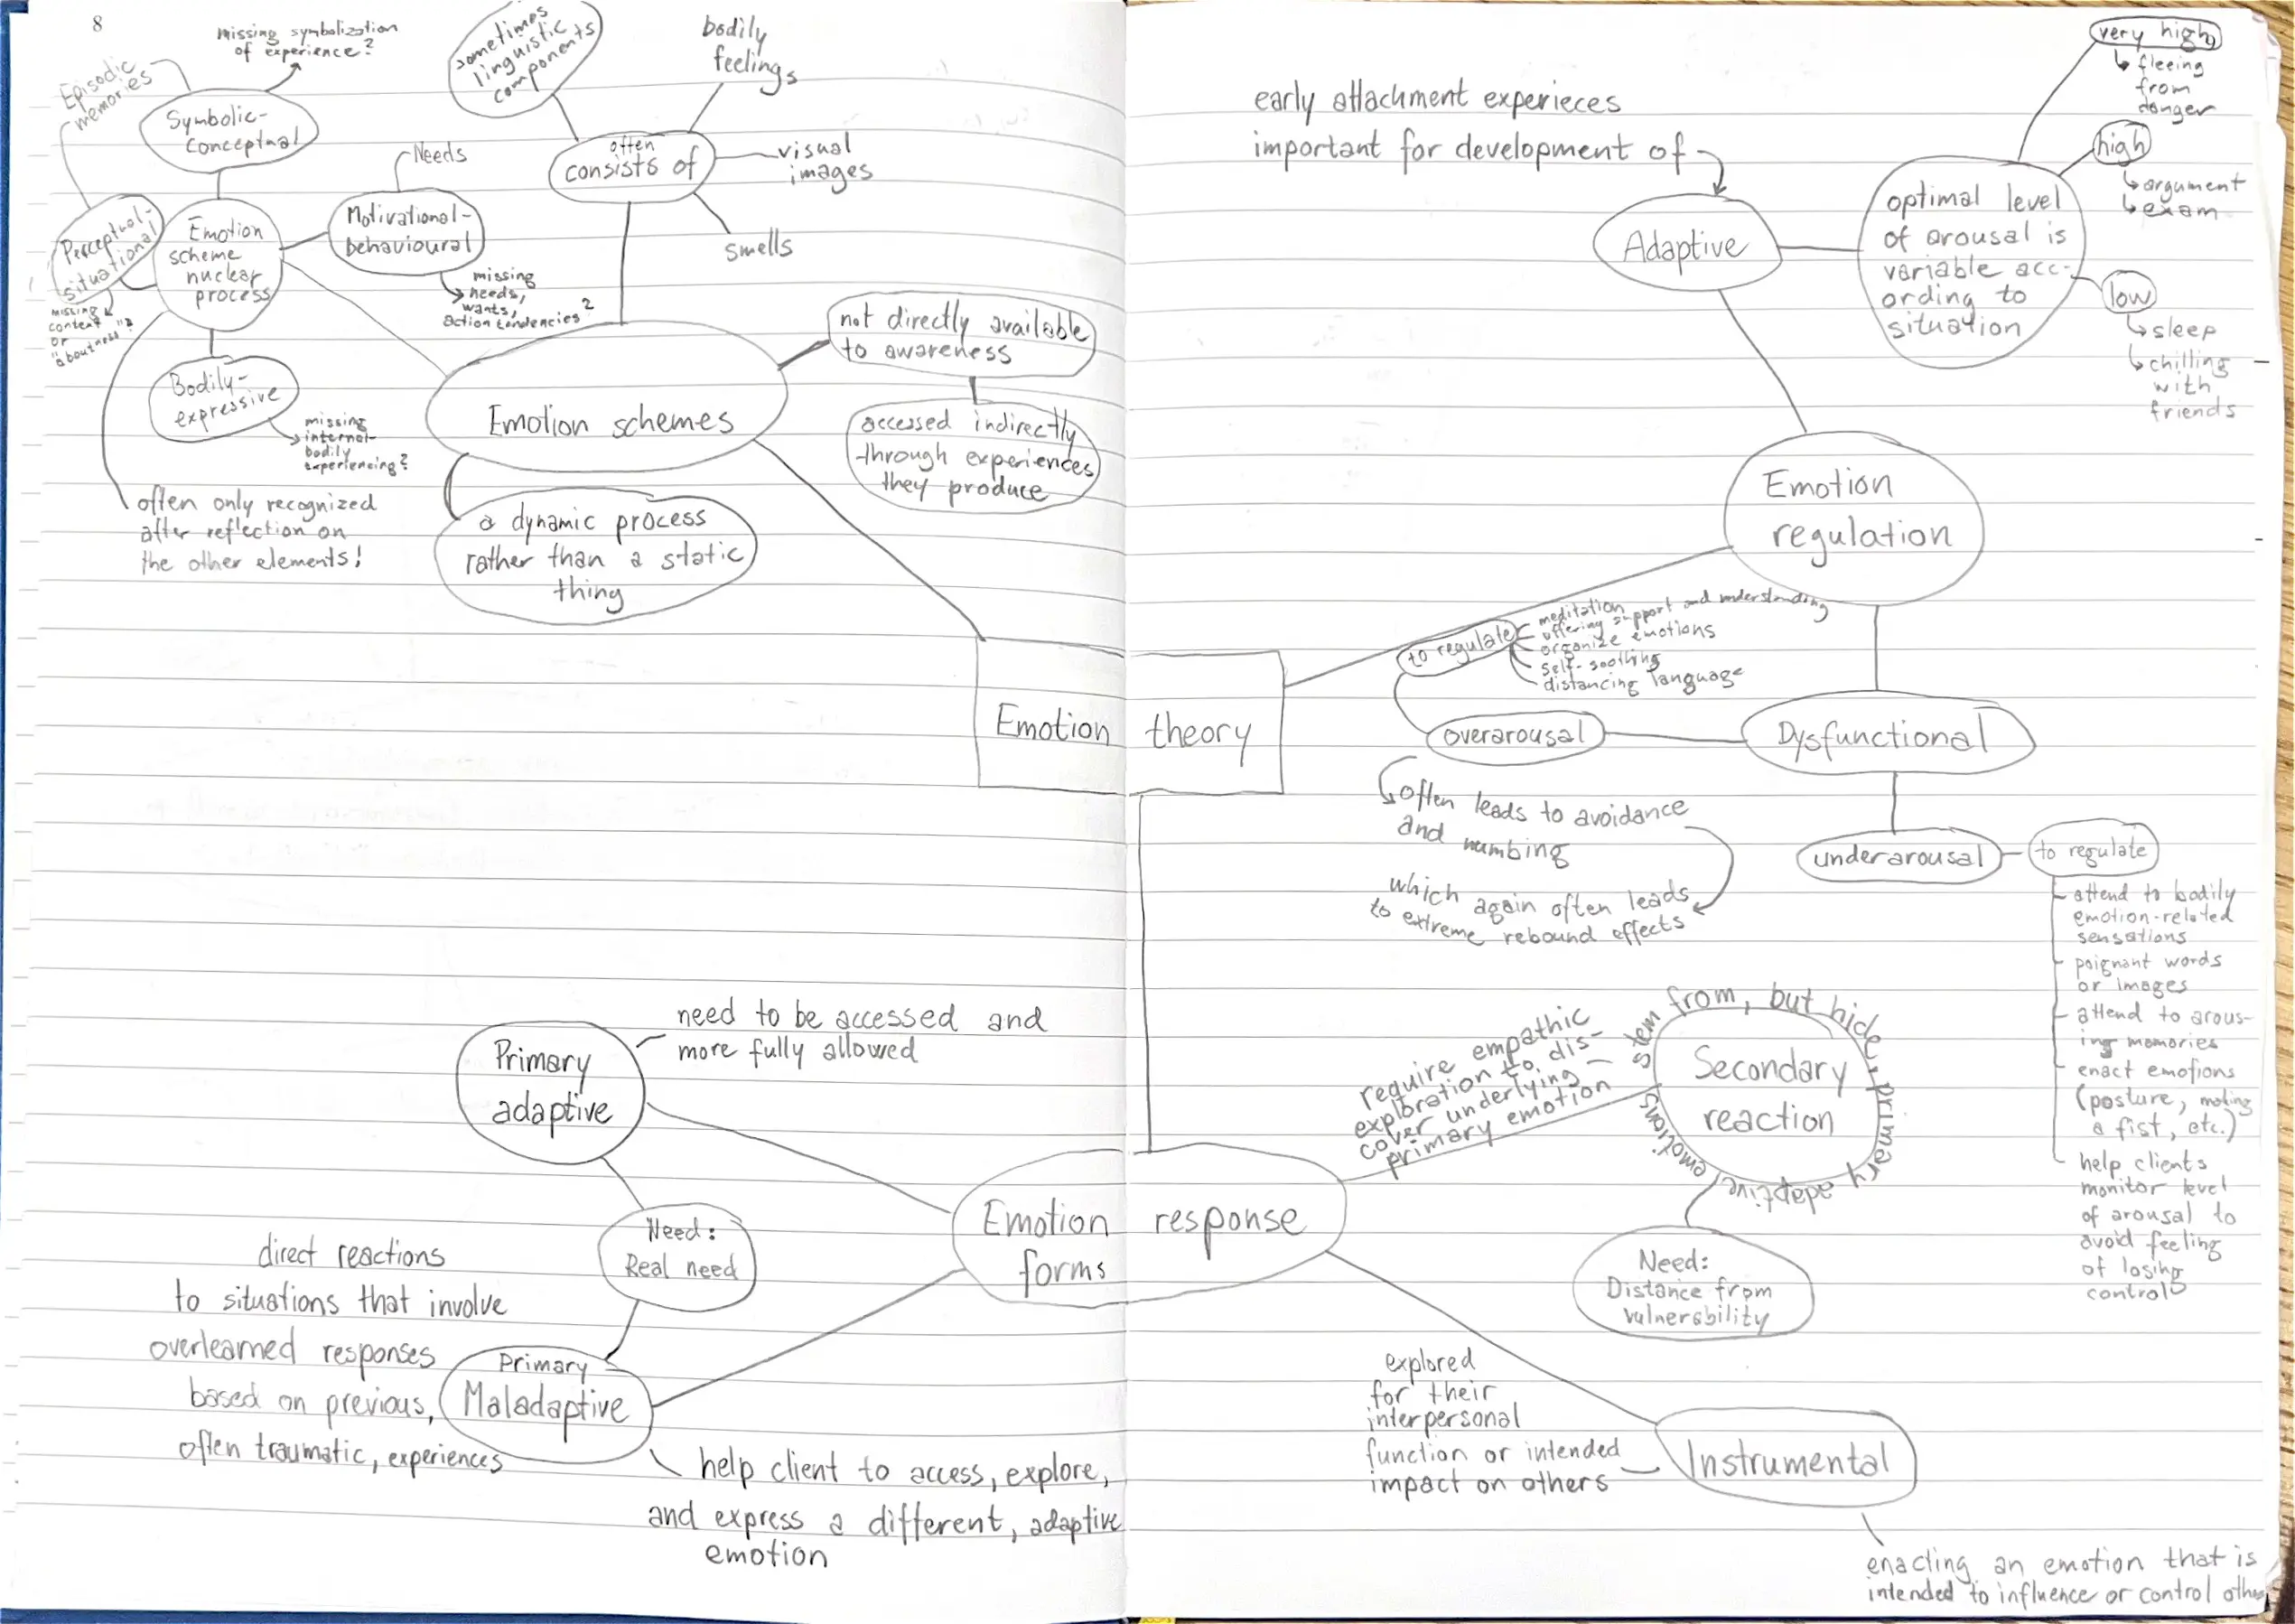 8
missing symbolization
of experience?
Episodic
memories
Symbolic-
conceptual
Needs
Perceptual-
situational
Emotion
scheme
nuclear
process
Motivational-
behavioural
missing
needs,
wants,
action tendencies?
missing
content
or
"aboutness"?
Bodily-
expressive
missing
internal-
bodily
experiencing?
often only recognized
after reflection on
the other elements!
sometimes
linguistic
components
bodily
feelings
often
consists of
visual
images
smells
Emotion schemes
not directly available
to awareness
accessed indirectly
through experiences
they produce
a dynamic process
rather than a static
thing
Emotion theory
early attachment experieces
important for development of
Adaptive
optimal level
of arousal is
variable acc-
ording to
situation
very high
fleeing
from
danger
high
argument
exam
low
sleep
chilling
with
friends
Emotion
regulation
to regulate
meditation
offering support and understanding
organize emotions
self-soothing
distancing language
overarousal
Dysfunctional
often leads to avoidance
and numbing
which again often leads
to extreme rebound effects
underarousal
to regulate
attend to bodily
emotion-related
sensations
poignant words
or images
attend to arous-
ing memories
enact emotions
(posture, making
a fist, etc.)
help clients
monitor level
of arousal to
avoid feeling
of losing
control
Primary
adaptive
need to be accessed and
more fully allowed
Need:
Real need
direct reactions
to situations that involve
overlearned responses
based on previous,
often traumatic, experiences
Primary
Maladaptive
help client to access, explore,
and express a different, adaptive
emotion
Emotion response
forms
require empathic
exploration to dis-
cover underlying
primary emotion
stem from, but hide, primary adaptive emotions
Secondary
reaction
Need:
Distance from
vulnerability
explored
for their
interpersonal
function or intended
impact on others
Instrumental
enacting an emotion that is
intended to influence or control